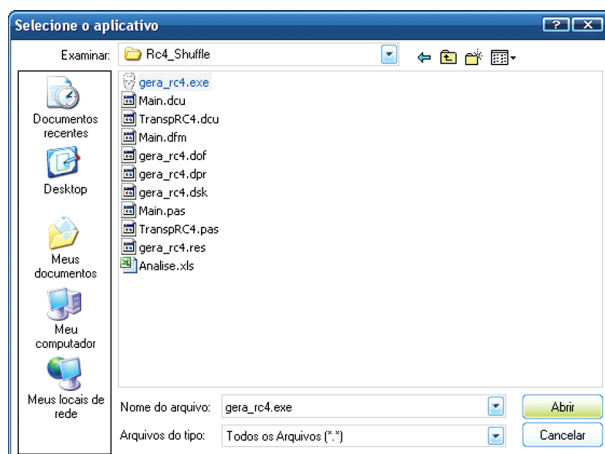 Selecione o aplicativo
Examinar: Rc4_Shuffle
Documentos
recentes
Desktop
Meus
documentos
Meu
computador
Meus locais de
rede
gera_rc4.exe
Main.dcu
TranspRC4.dcu
Main.dfm
gera_rc4.dof
gera_rc4.dpr
gera_rc4.dsk
Main.pas
TranspRC4.pas
gera_rc4.res
Analise.xls
Nome do arquivo: gera_rc4.exe Abrir
Arquivos do tipo: Todos os Arquivos (*.*) Cancelar